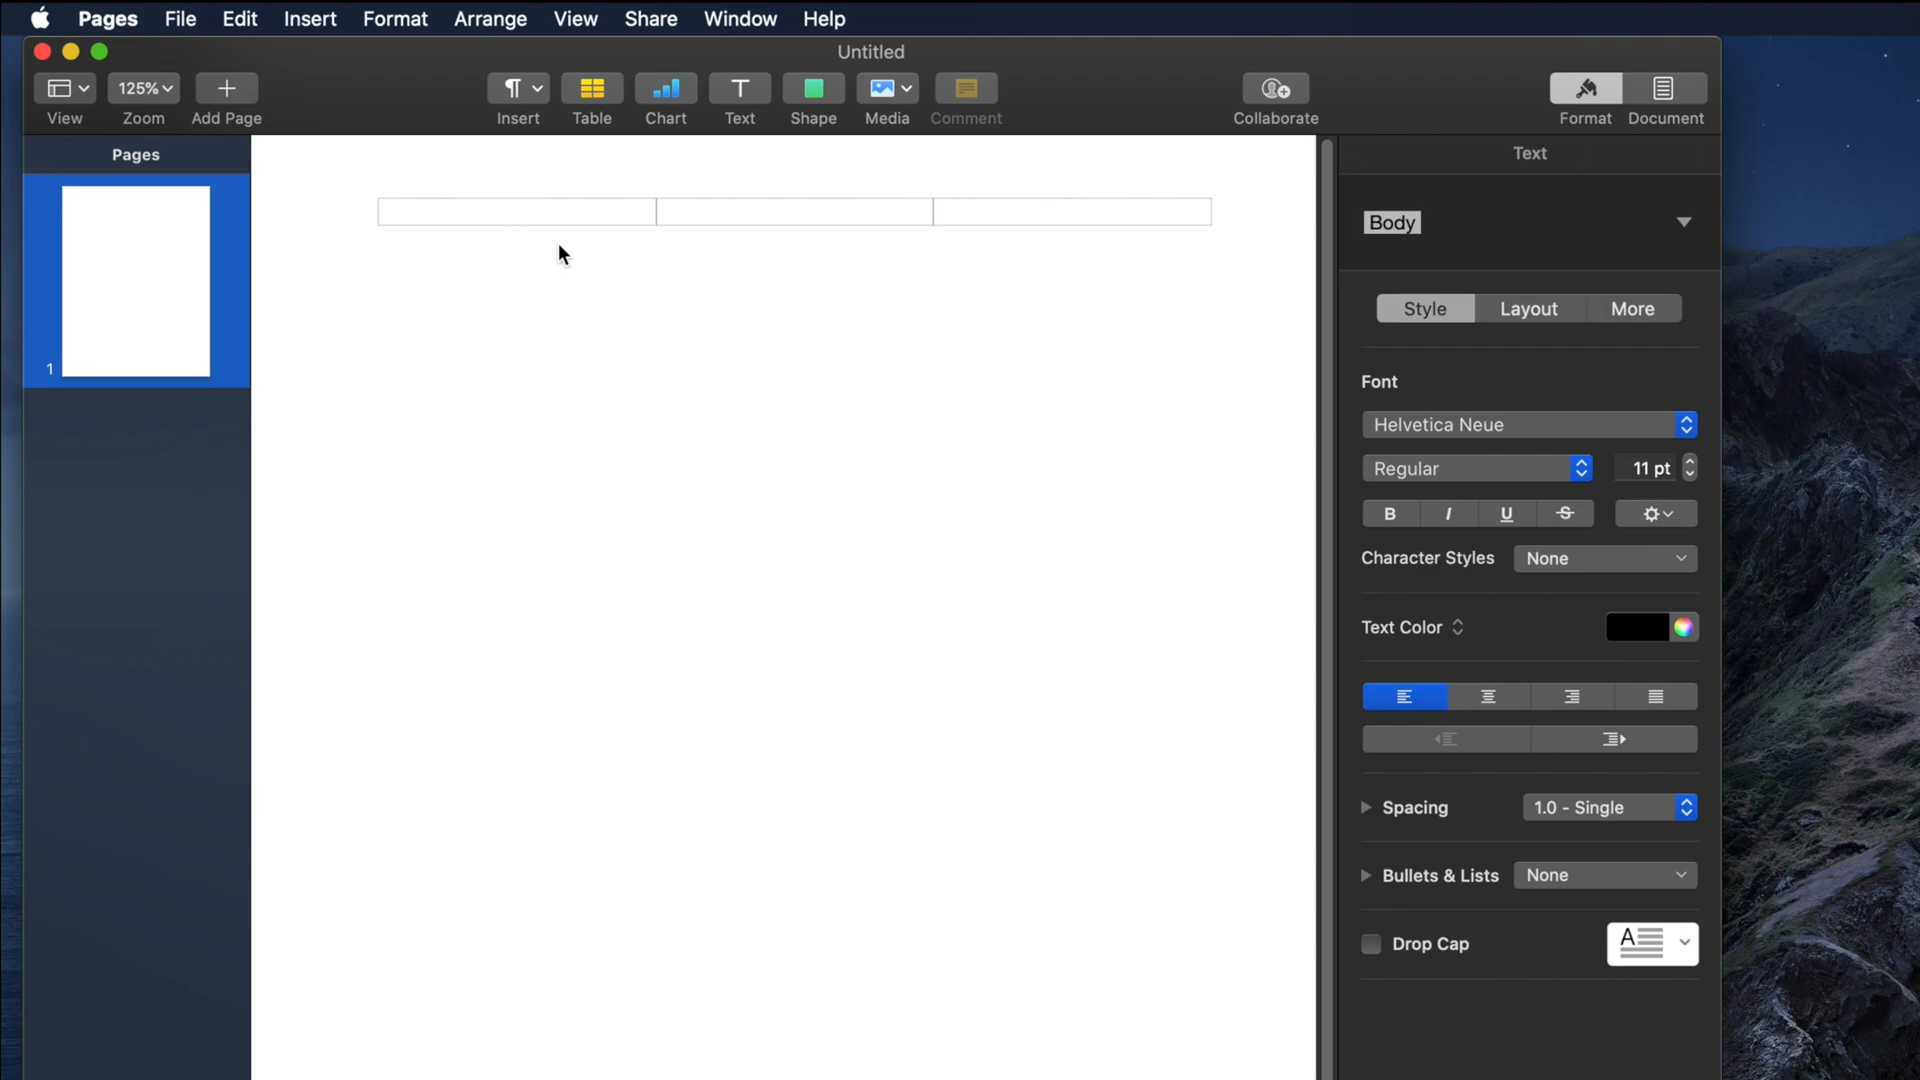 Pages File Edit Insert Format Arrange View Share Window Help
Untitled
125%
View Zoom Add Page Insert Table Chart Text Shape Media Comment Collaborate Format Document
Pages
1
Text
Body
Style Layout More
Font
Helvetica Neue
Regular 11 pt
B I U S
Character Styles None
Text Color
Spacing 1.0 - Single
Bullets & Lists None
Drop Cap A